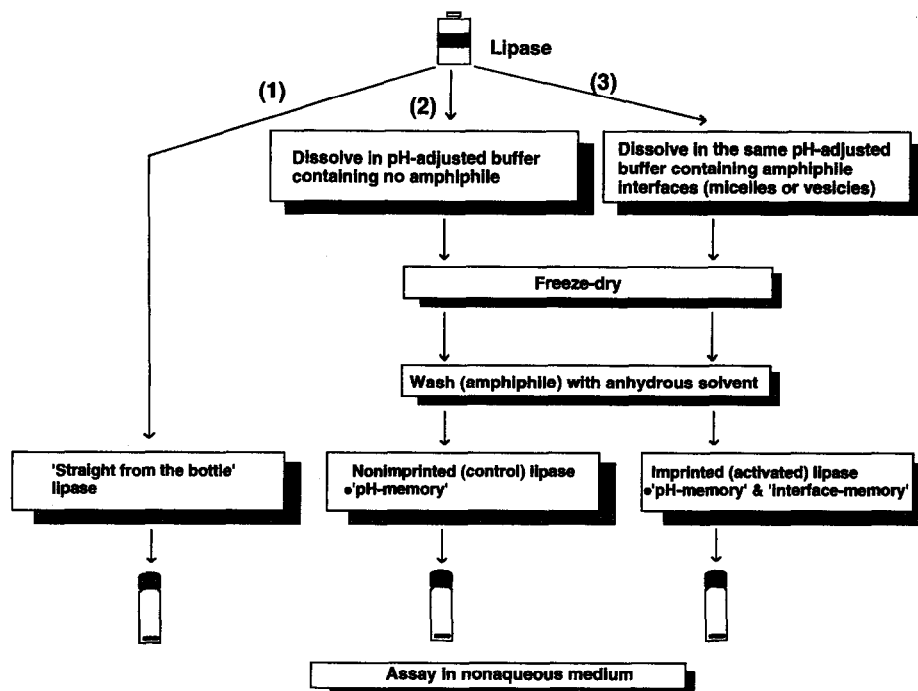 Lipase
(1)
(2)
(3)
Dissolve in pH-adjusted buffer
containing no amphiphile
Dissolve in the same pH-adjusted
buffer containing amphiphile
interfaces (micelles or vesicies)
Freeze-dry
Wash (amphiphile) with anhydrous solvent
'Straight from the bottle'
lipase
Nonimprinted (control) lipase
•'pH-memory'
Imprinted (activated) lipase
•'pH-memory' & 'interface-memory'
Assay in nonaqueous medium